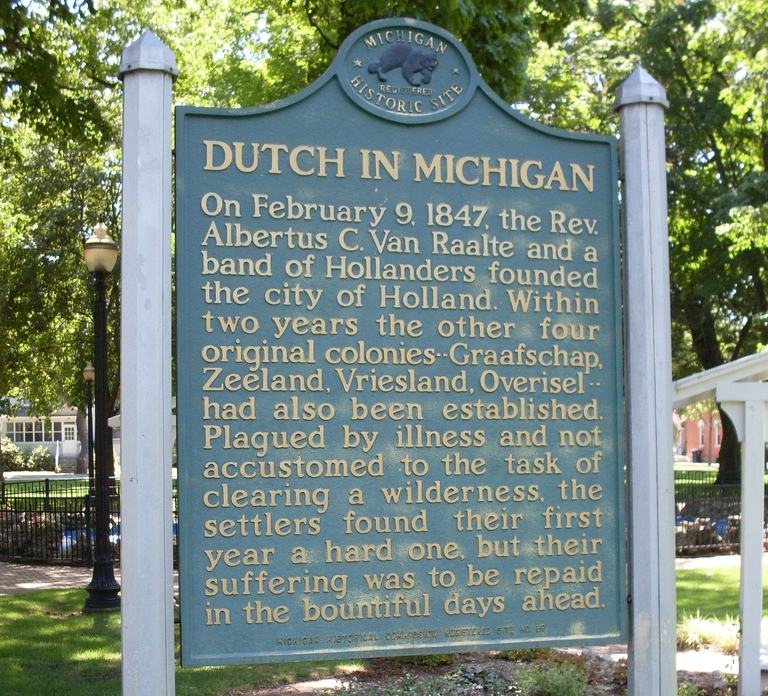 MICHIGAN
REGISTERED
HISTORIC SITE
DUTCH IN MICHIGAN
On February 9, 1847, the Rev.
Albertus C. Van Raalte and a
band of Hollanders founded
the city of Holland. Within
two years the other four
original colonies--Graafschap,
Zeeland, Vriesland, Overisel--
had also been established.
Plagued by illness and not
accustomed to the task of
clearing a wilderness, the
settlers found their first
year a hard one, but their
suffering was to be repaid
in the bountiful days ahead.
MICHIGAN HISTORICAL COMMISSION REGISTERED SITE NO.